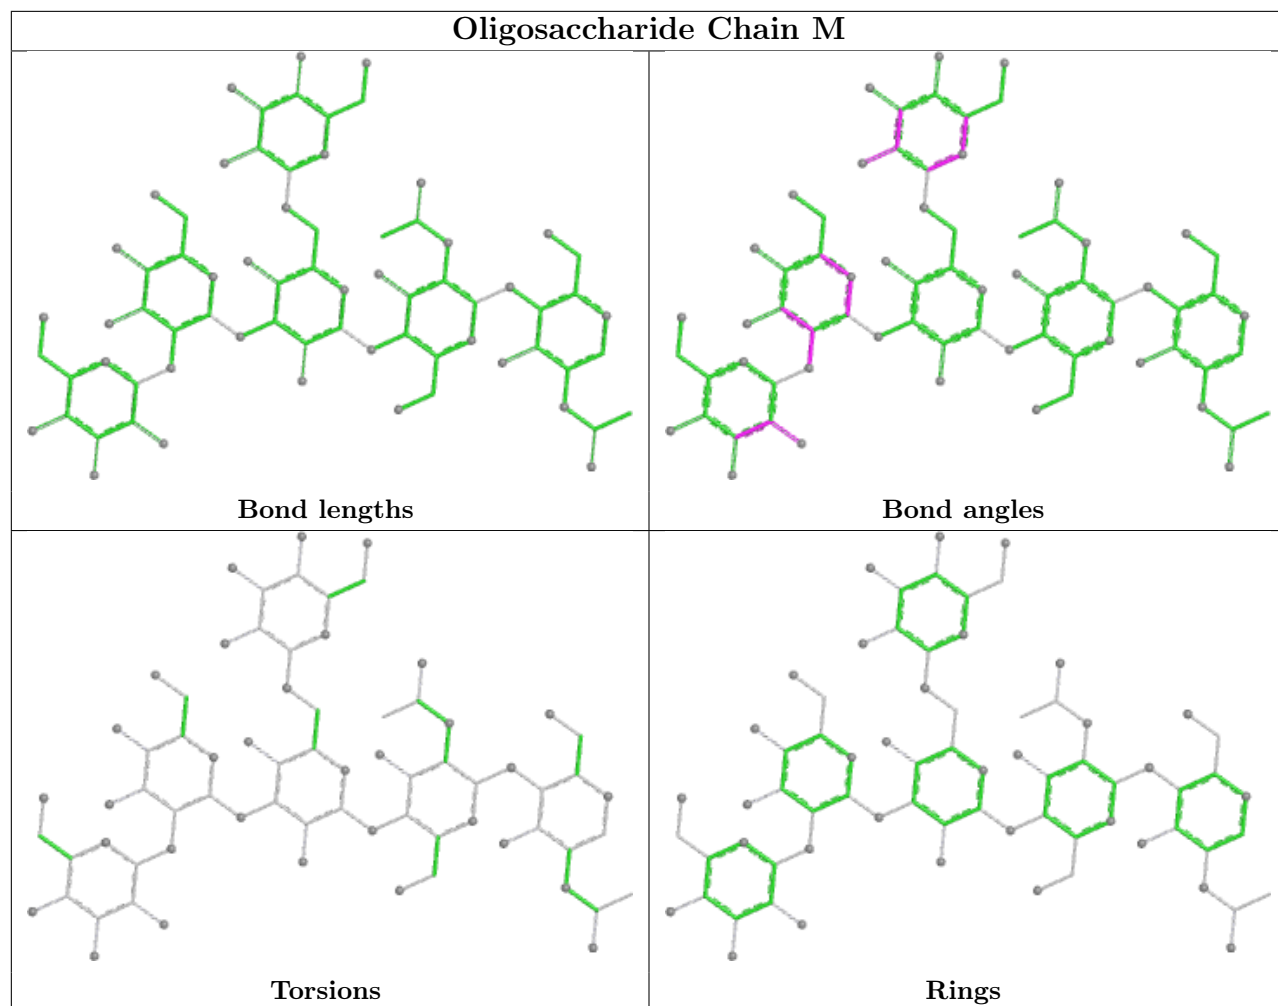 Oligosaccharide Chain M
Bond lengths
Bond angles
Torsions
Rings